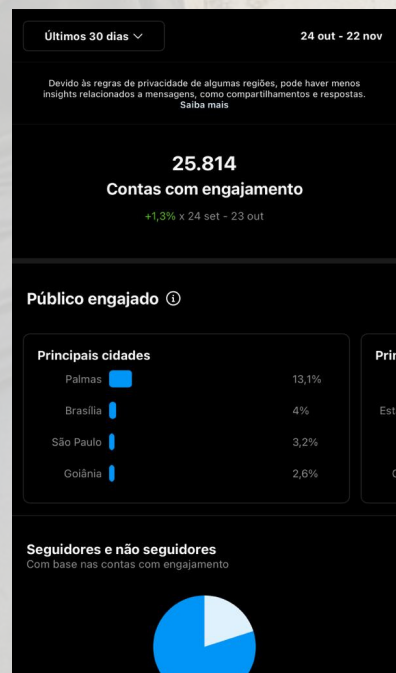 Últimos 30 dias
24 out - 22 nov
Devido às regras de privacidade de algumas regiões, pode haver menos
insights relacionados a mensagens, como compartilhamentos e respostas.
Saiba mais
25.814
Contas com engajamento
+1,3% x 24 set - 23 out
Público engajado
Principais cidades
Palmas 13,1%
Brasília 4%
São Paulo 3,2%
Goiânia 2,6%
Prin
Est
Seguidores e não seguidores
Com base nas contas com engajamento